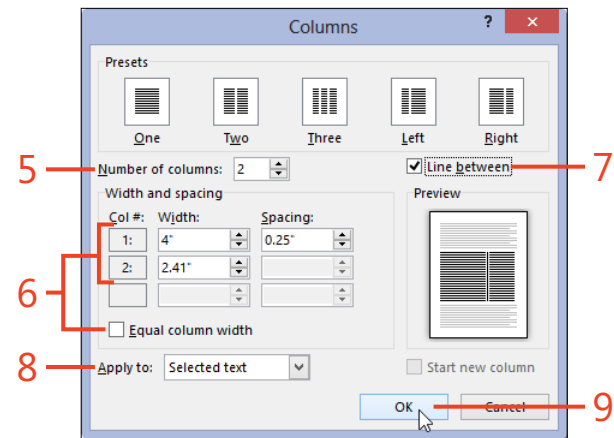 Columns ? ×
Presets
One Two Three Left Right
5 Number of columns: 2 ✓ Line between 7
Width and spacing Preview
Col #: Width: Spacing:
1: 4" 0.25"
2: 2.41"
6
Equal column width
8 Apply to: Selected text Start new column
OK Cancel 9